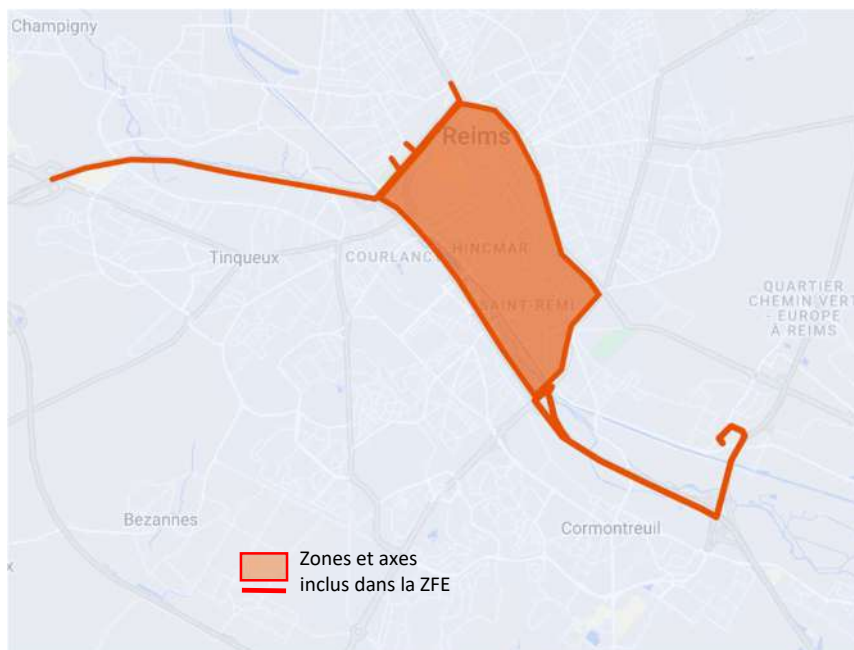 Champigny
Reims
Tinqueux
COURLANC
HINCMAR
SAINT-REMI
QUARTIER
CHEMIN VERT
- EUROPE
À REIMS
Bezannes
Cormontreuil
Zones et axes
inclus dans la ZFE
x